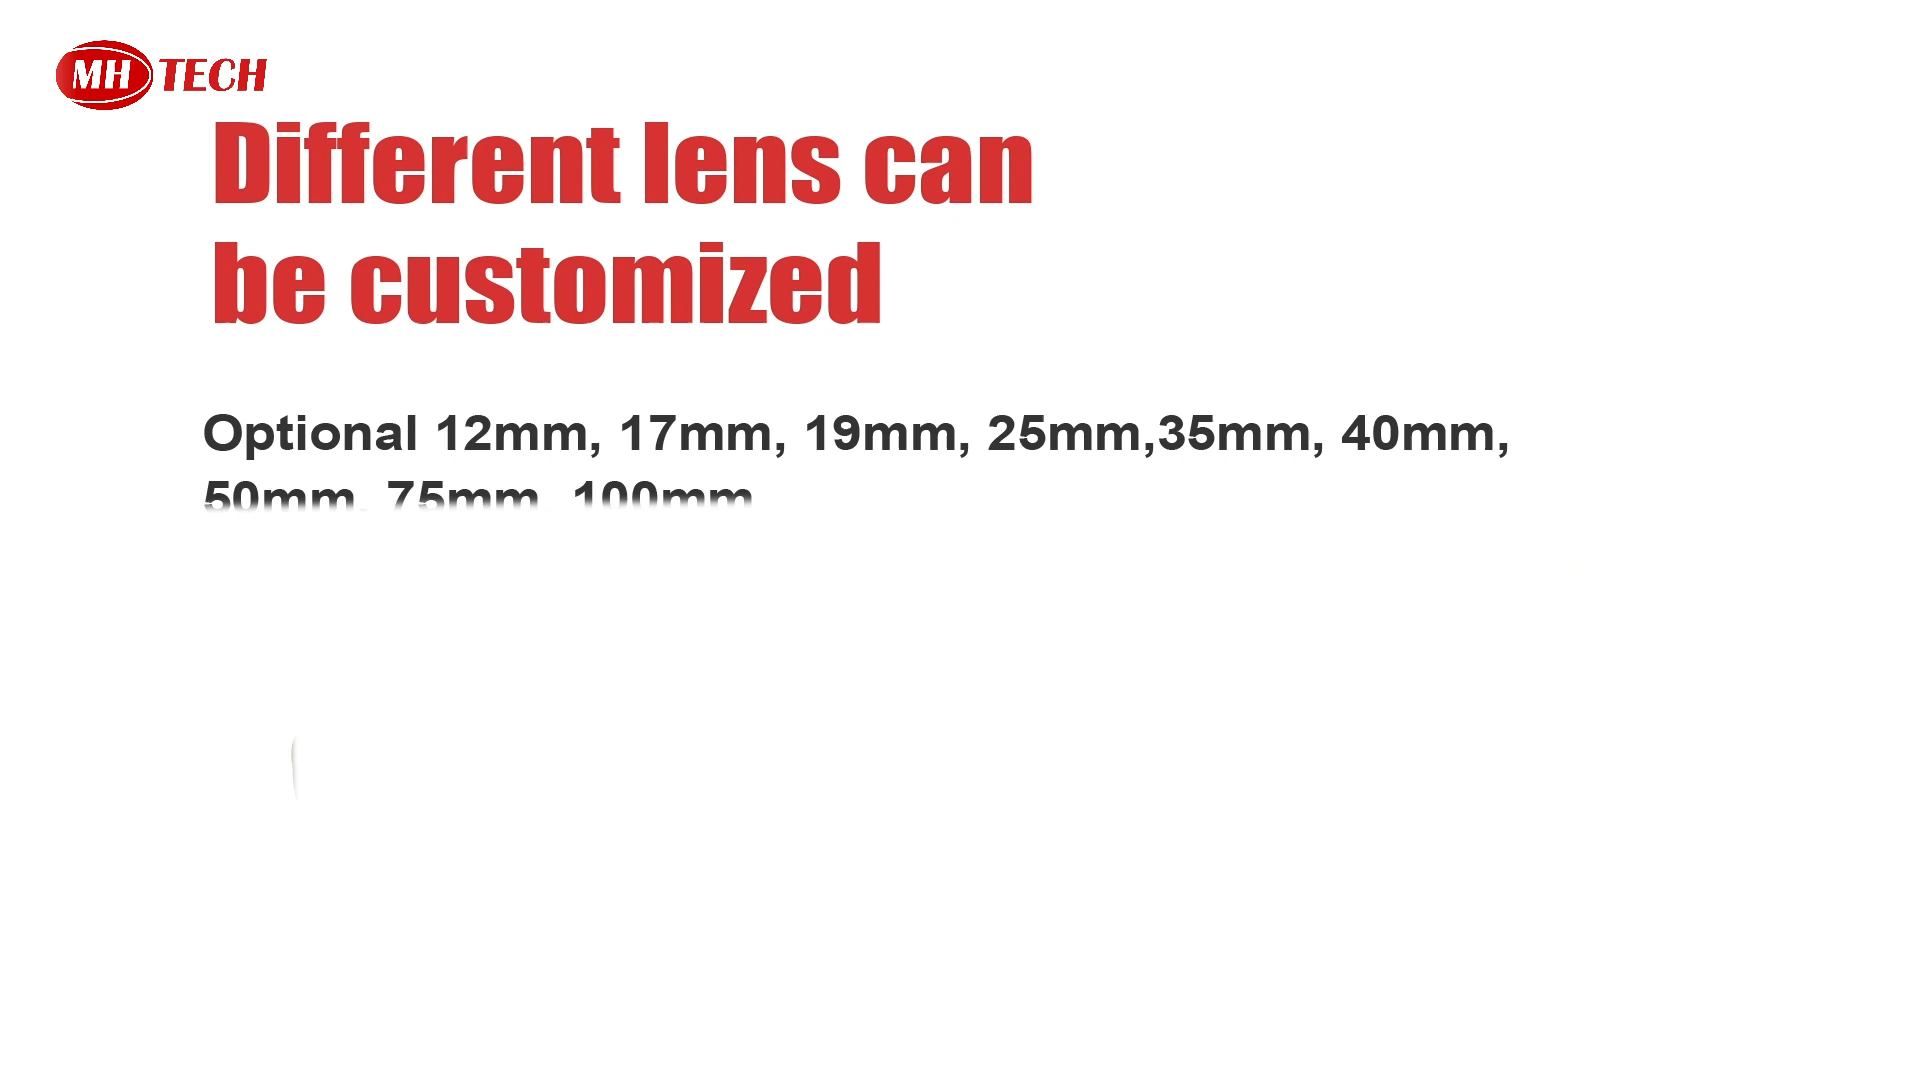 MH TECH
Different lens can
be customized
Optional 12mm, 17mm, 19mm, 25mm,35mm, 40mm,
50mm, 75mm, 100mm